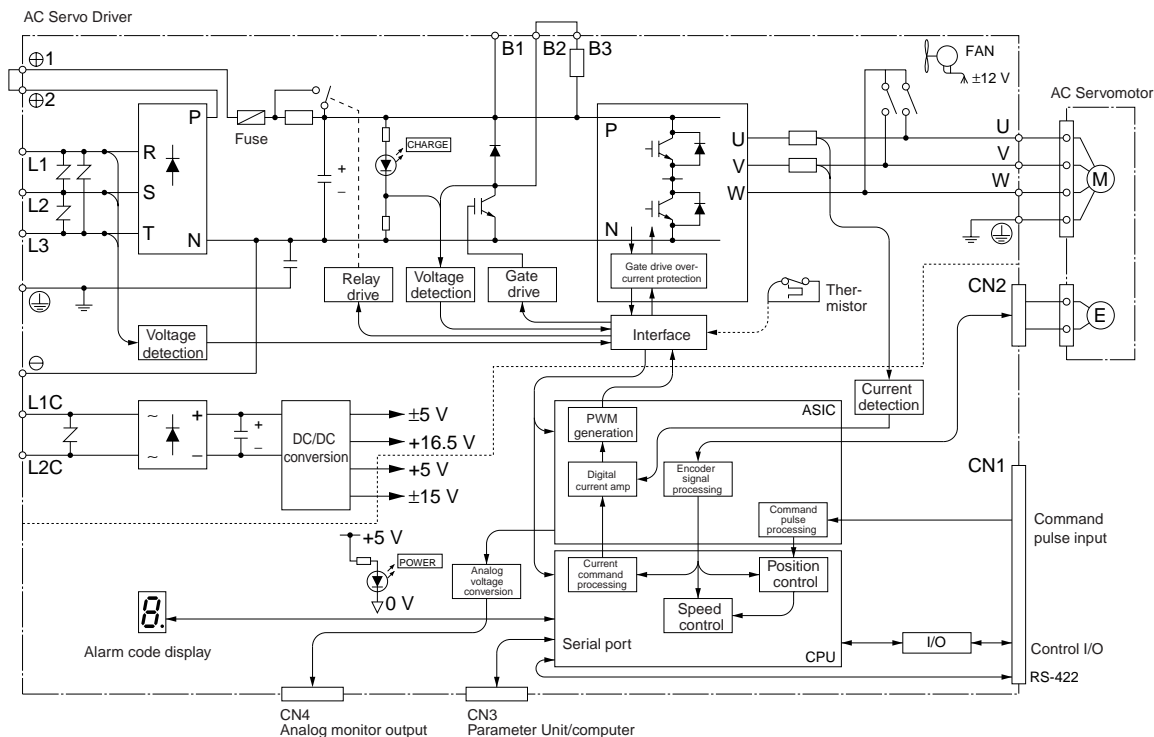 AC Servo Driver
⊕1
⊕2
B1
B2
B3
FAN
±12 V
AC Servomotor
Fuse
P
R
S
T
N
L1
L2
L3
+
−
CHARGE
P
N
U
V
W
U
V
W
M
Relay
drive
Voltage
detection
Gate
drive
Gate drive over-
current protection
Ther-
mistor
CN2
E
Voltage
detection
Interface
⊖
L1C
L2C
~
~
+
−
+
−
DC/DC
conversion
±5 V
+16.5 V
+5 V
±15 V
Current
detection
ASIC
PWM
generation
Digital
current amp
Encoder
signal
processing
Command
pulse
processing
CN1
Command
pulse input
+5 V
POWER
0 V
Analog
voltage
conversion
Current
command
processing
Position
control
Speed
control
8.
Alarm code display
Serial port
CPU
I/O
Control I/O
RS-422
CN4
Analog monitor output
CN3
Parameter Unit/computer